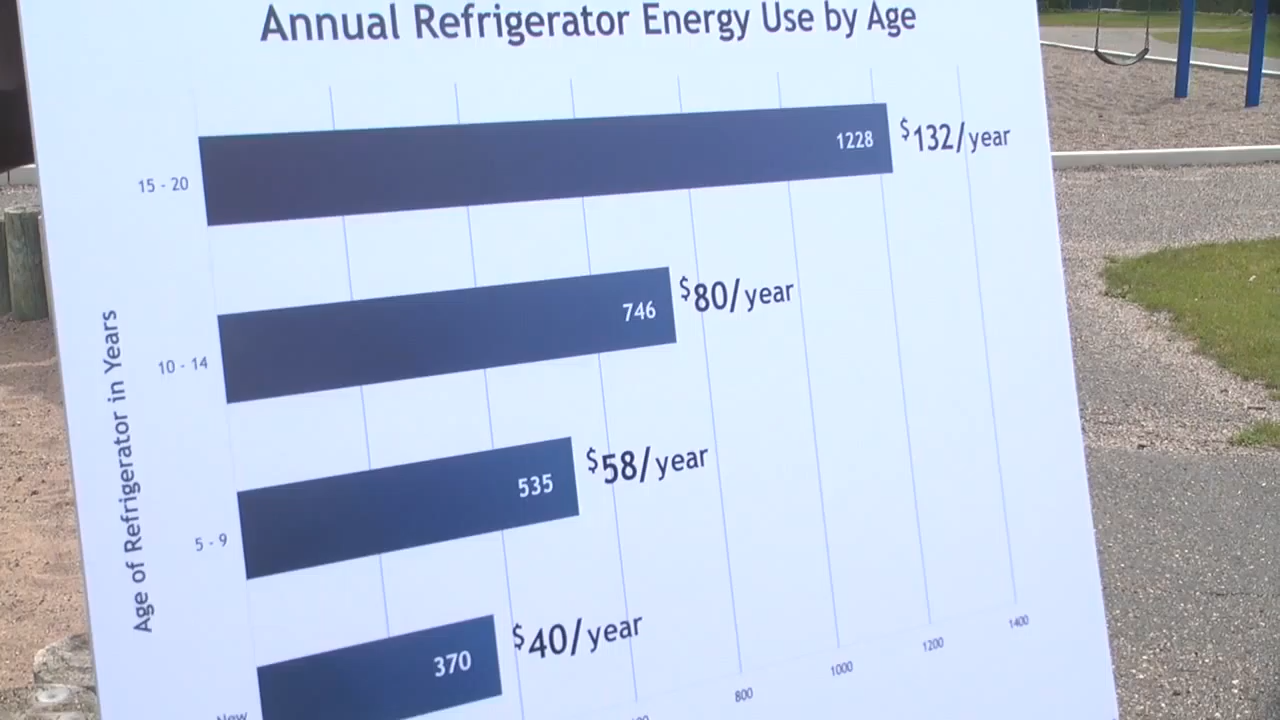 Annual Refrigerator Energy Use by Age
15 - 20
1228
$132/year
10 - 14
746
$80/year
5 - 9
535
$58/year
New
370
$40/year
Age of Refrigerator in Years
800
1000
1200
1400